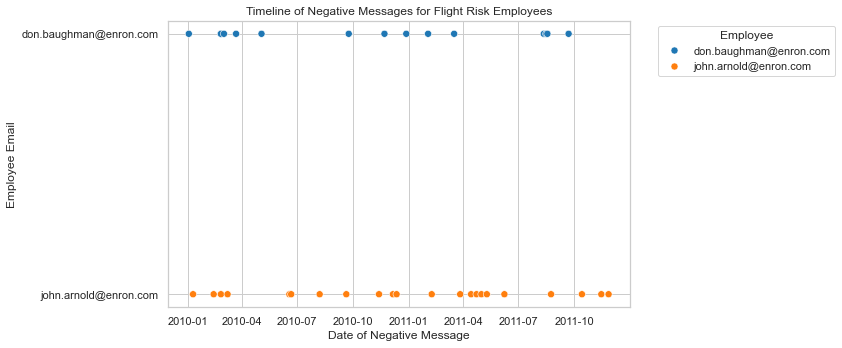 Timeline of Negative Messages for Flight Risk Employees
don.baughman@enron.com
john.arnold@enron.com
Employee Email
2010-01 2010-04 2010-07 2010-10 2011-01 2011-04 2011-07 2011-10
Date of Negative Message
Employee
don.baughman@enron.com
john.arnold@enron.com